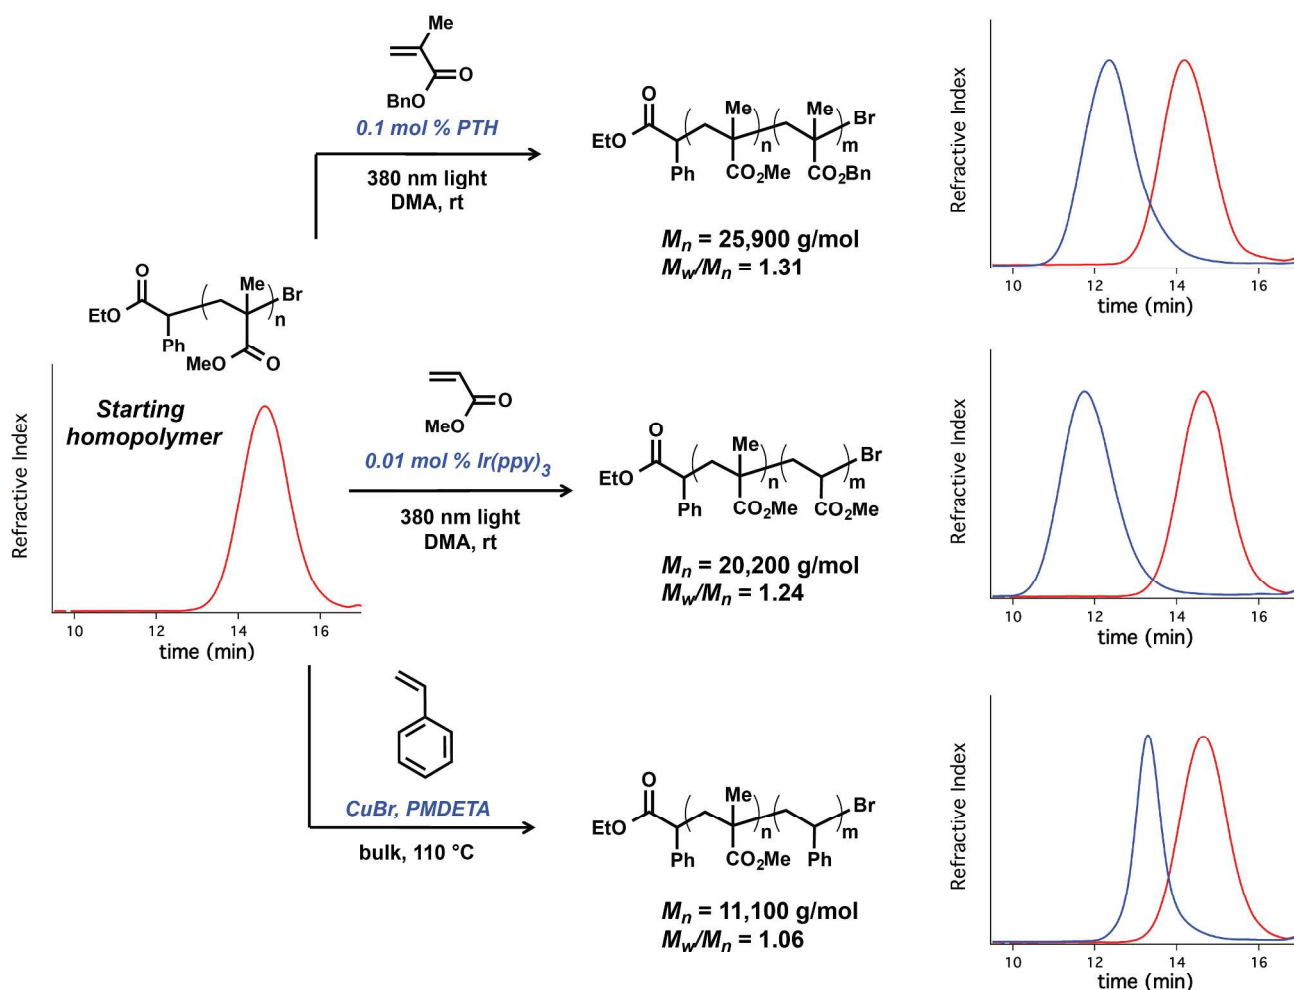 Me
O
BnO
0.1 mol % PTH
380 nm light
DMA, rt
O
EtO
Ph
Me
n
CO2Me
Me
m
CO2Bn
Br
Mn = 25,900 g/mol
Mw/Mn = 1.31
Refractive Index
10 12 14 16
time (min)
O
EtO
Ph
Me
Br
n
MeO
O
Starting
homopolymer
Refractive Index
10 12 14 16
time (min)
O
MeO
0.01 mol % Ir(ppy)3
380 nm light
DMA, rt
O
EtO
Ph
Me
n
CO2Me
m
CO2Me
Br
Mn = 20,200 g/mol
Mw/Mn = 1.24
Refractive Index
10 12 14 16
time (min)
CuBr, PMDETA
bulk, 110 °C
O
EtO
Ph
Me
n
CO2Me
m
Ph
Br
Mn = 11,100 g/mol
Mw/Mn = 1.06
Refractive Index
10 12 14 16
time (min)